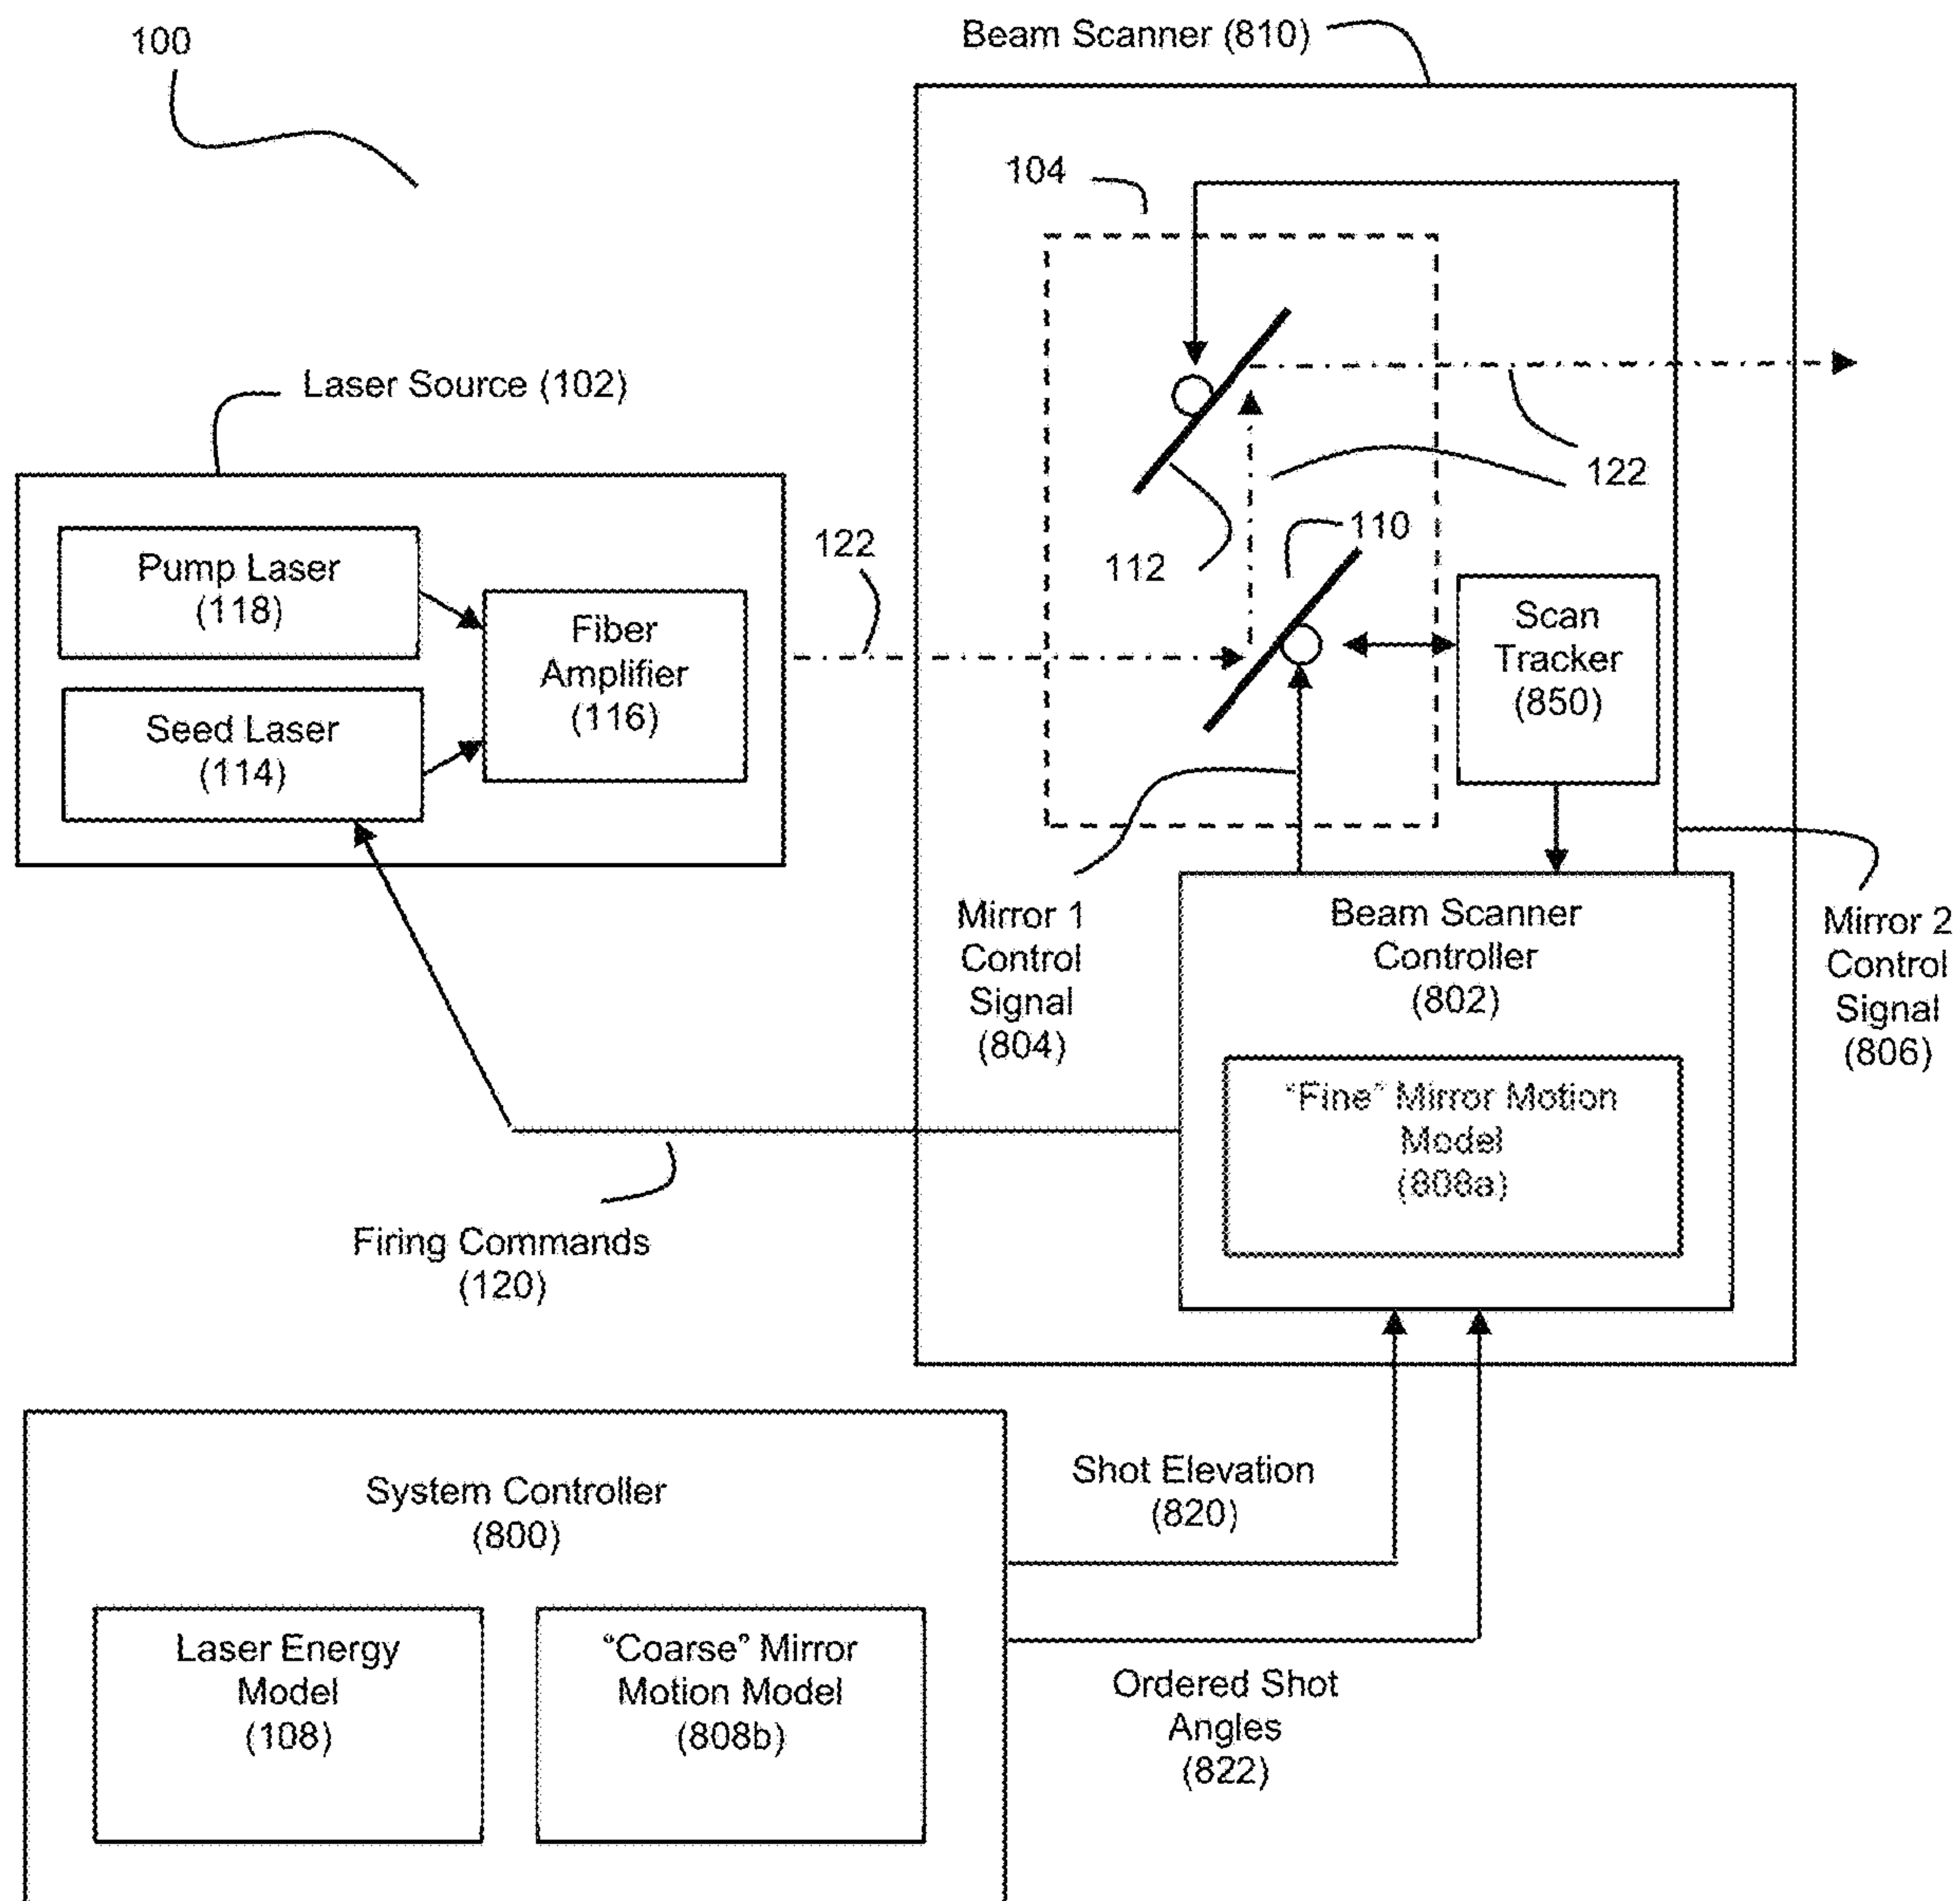 100
Beam Scanner (810)
104
Laser Source (102)
122
Pump Laser
(118)
Seed Laser
(114)
Fiber
Amplifier
(116)
122
112
110
Scan
Tracker
(850)
Mirror 1
Control
Signal
(804)
Beam Scanner
Controller
(802)
"Fine" Mirror Motion
Model
(808a)
Mirror 2
Control
Signal
(806)
Firing Commands
(120)
System Controller
(800)
Laser Energy
Model
(108)
"Coarse" Mirror
Motion Model
(808b)
Shot Elevation
(820)
Ordered Shot
Angles
(822)